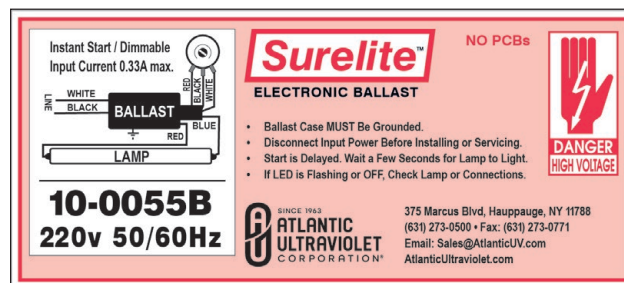 Instant Start / Dimmable
Input Current 0.33A max.
RED
BLACK
WHITE
LINE
WHITE
BLACK
BALLAST
RED
BLUE
LAMP
10-0055B
220v 50/60Hz
Surelite™
ELECTRONIC BALLAST
NO PCBs
• Ballast Case MUST Be Grounded.
• Disconnect Input Power Before Installing or Servicing.
• Start is Delayed. Wait a Few Seconds for Lamp to Light.
• If LED is Flashing or OFF, Check Lamp or Connections.
DANGER
HIGH VOLTAGE
SINCE 1963
ATLANTIC
ULTRAVIOLET
CORPORATION®
375 Marcus Blvd, Hauppauge, NY 11788
(631) 273-0500 • Fax: (631) 273-0771
Email: Sales@AtlanticUV.com
AtlanticUltraviolet.com